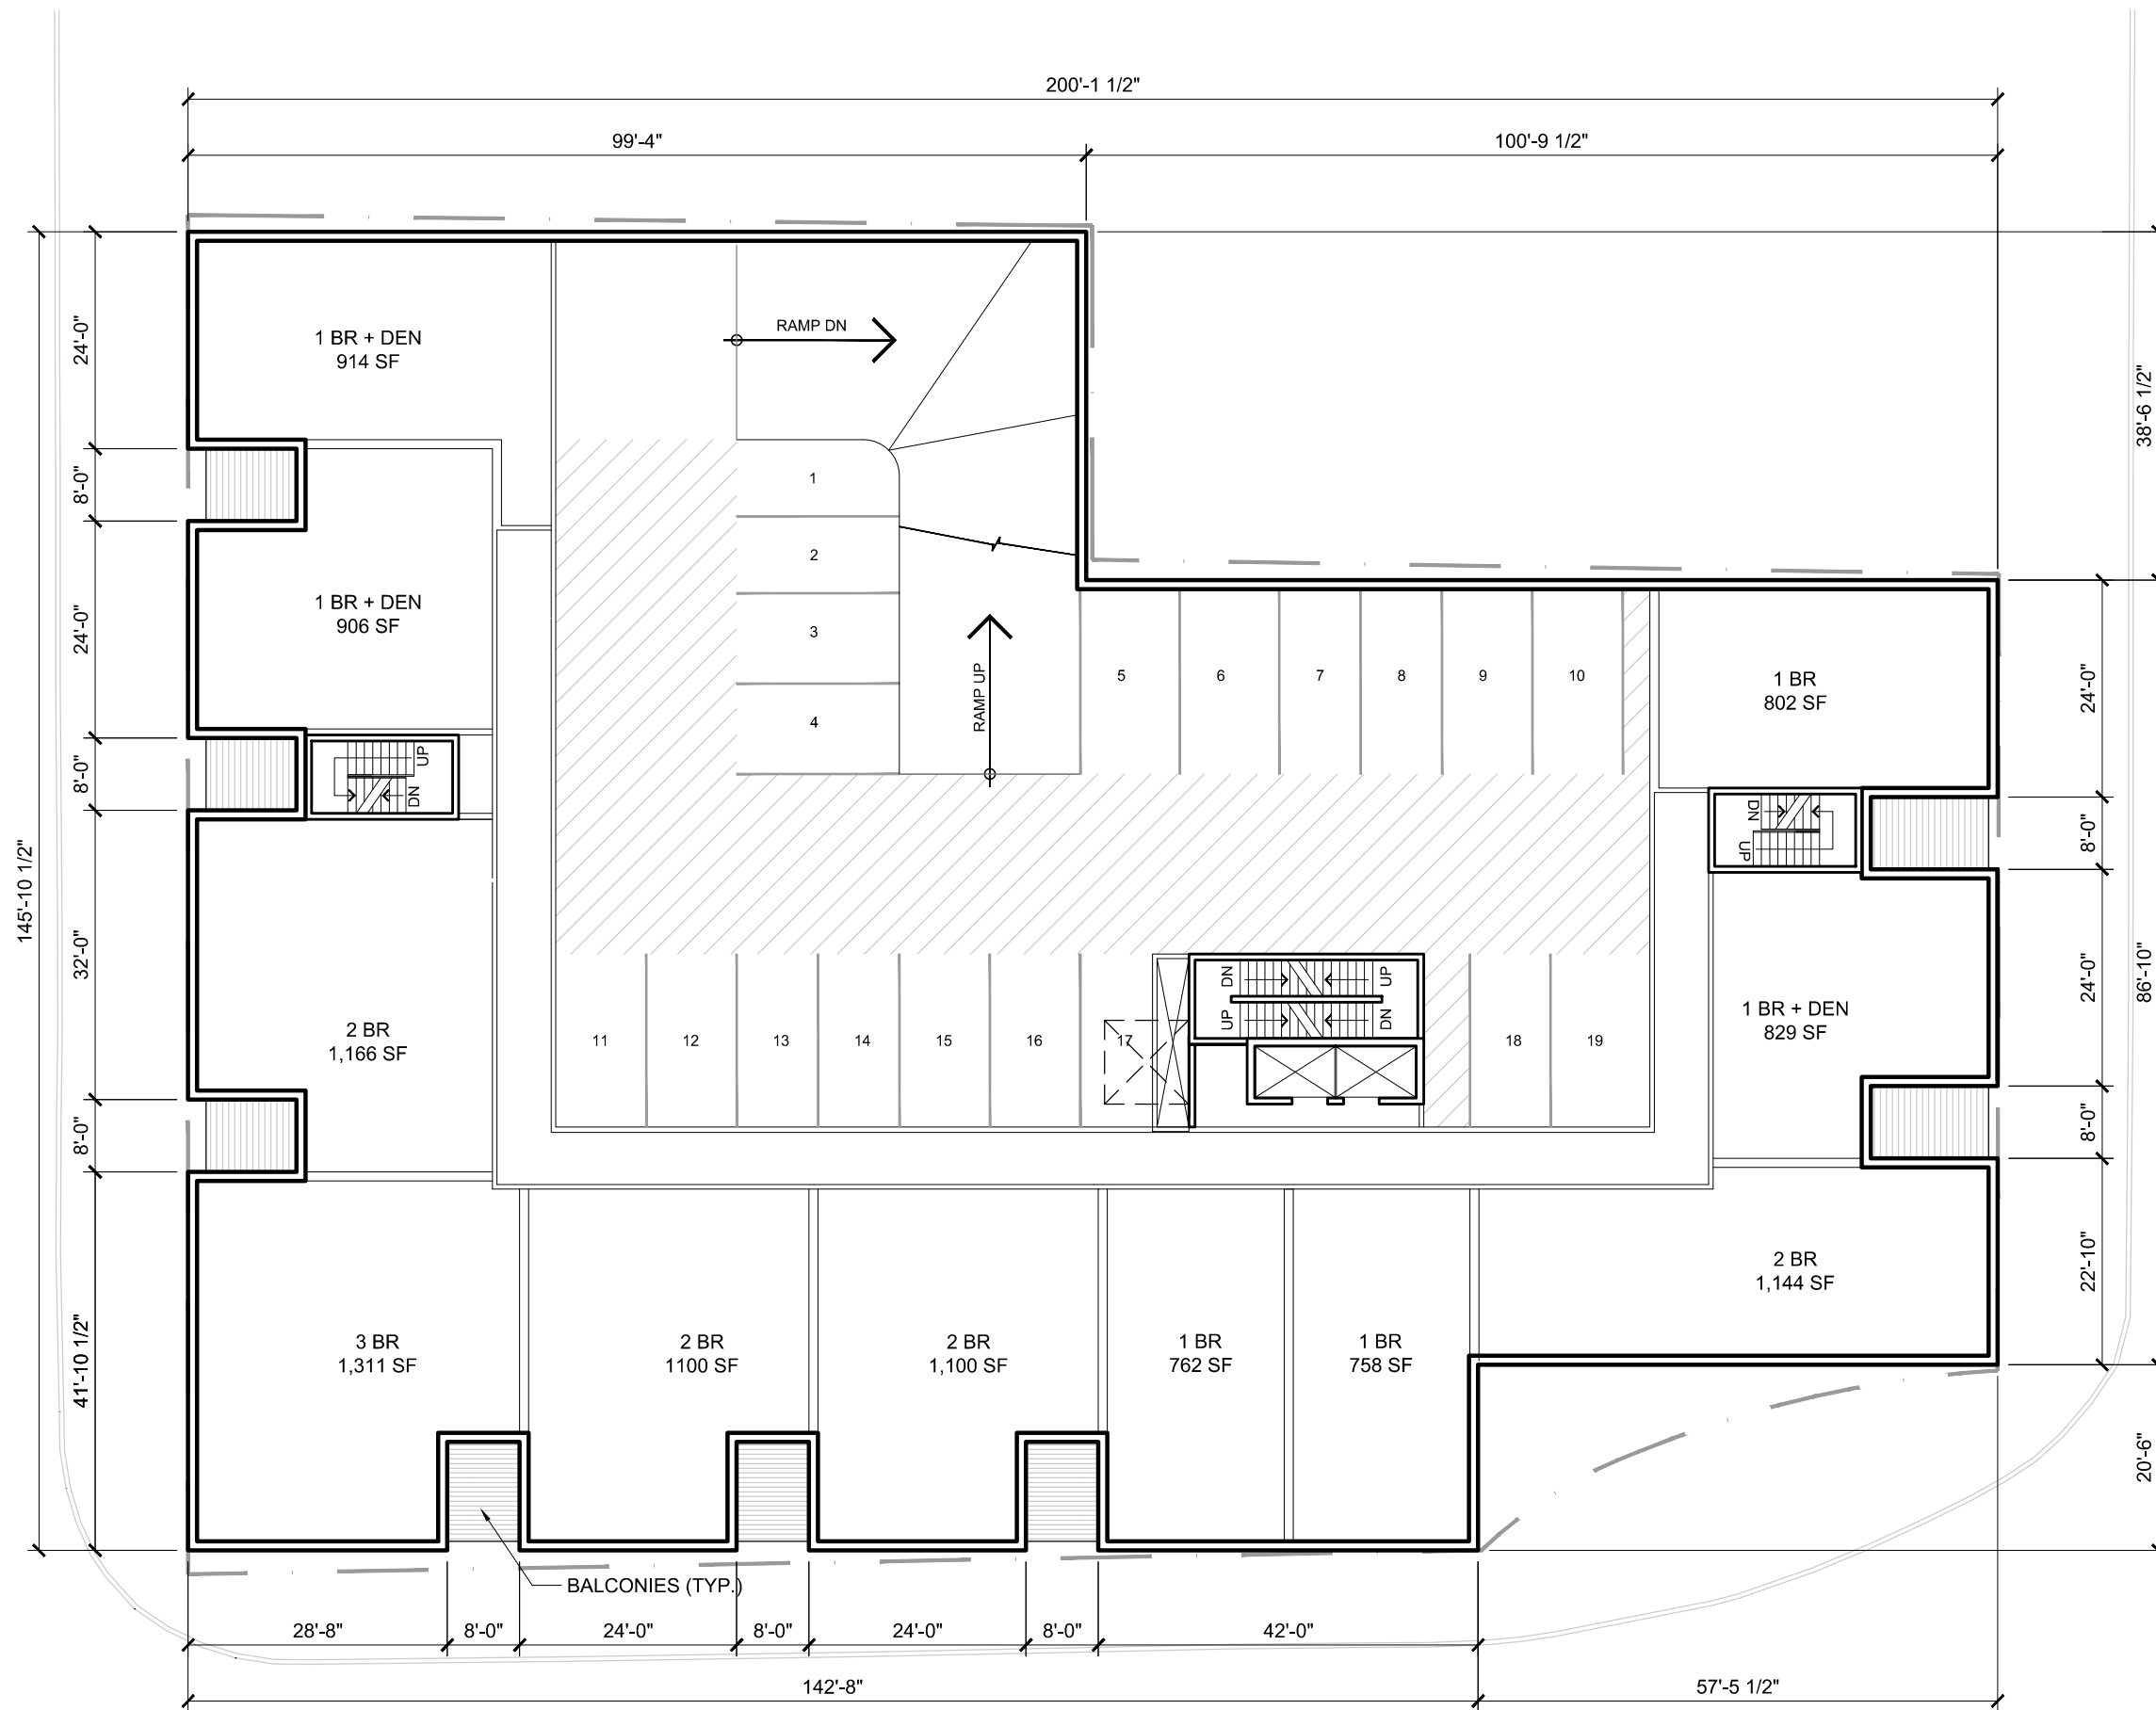 200'-1 1/2"
99'-4"
100'-9 1/2"
24'-0"
8'-0"
24'-0"
8'-0"
32'-0"
8'-0"
41'-10 1/2"
145'-10 1/2"
1 BR + DEN
914 SF
RAMP DN
1
2
3
4
RAMP UP
5
6
7
8
9
10
1 BR + DEN
906 SF
UP
DN
1 BR
802 SF
DN
UP
2 BR
1,166 SF
11
12
13
14
15
16
17
DN
UP
UP
DN
18
19
1 BR + DEN
829 SF
3 BR
1,311 SF
2 BR
1100 SF
2 BR
1,100 SF
1 BR
762 SF
1 BR
758 SF
2 BR
1,144 SF
38'-6 1/2"
24'-0"
8'-0"
24'-0"
8'-0"
22'-10"
86'-10"
20'-6"
BALCONIES (TYP.)
28'-8"
8'-0"
24'-0"
8'-0"
24'-0"
8'-0"
42'-0"
142'-8"
57'-5 1/2"